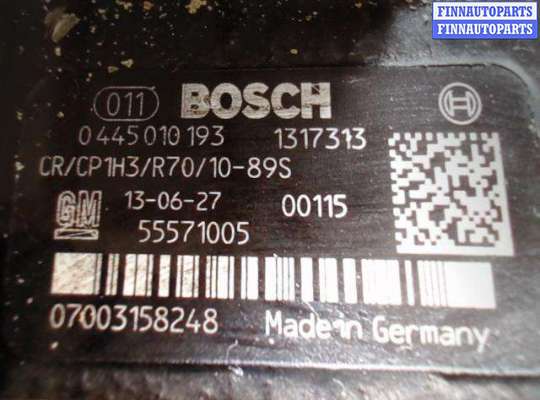 FINNAUTOPARTS
FINNAUTOPARTS
FINNAUTOPARTS
011 BOSCH
0 445 010 193 1317313
CR/CP1H3/R70/10-89S
GM 13-06-27 00115
55571005
07003158248 Made in Germany